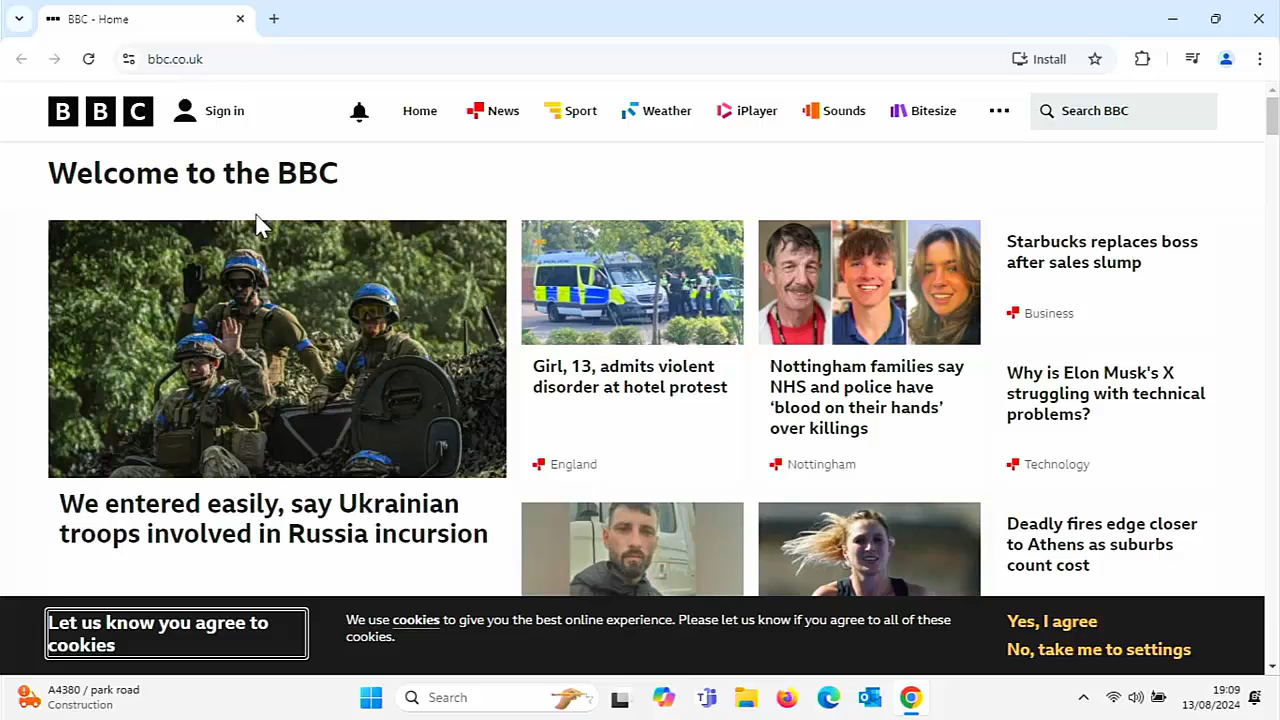 BBC - Home
bbc.co.uk
Install
BBC
Sign in
Home
News
Sport
Weather
iPlayer
Sounds
Bitesize
Search BBC
Welcome to the BBC
We entered easily, say Ukrainian
troops involved in Russia incursion
POLICE
Girl, 13, admits violent
disorder at hotel protest
England
Nottingham families say
NHS and police have
‘blood on their hands’
over killings
Nottingham
Starbucks replaces boss
after sales slump
Business
Why is Elon Musk's X
struggling with technical
problems?
Technology
Deadly fires edge closer
to Athens as suburbs
count cost
Let us know you agree to
cookies
We use cookies to give you the best online experience. Please let us know if you agree to all of these
cookies.
Yes, I agree
No, take me to settings
A4380 / park road
Construction
Search
19:09
13/08/2024